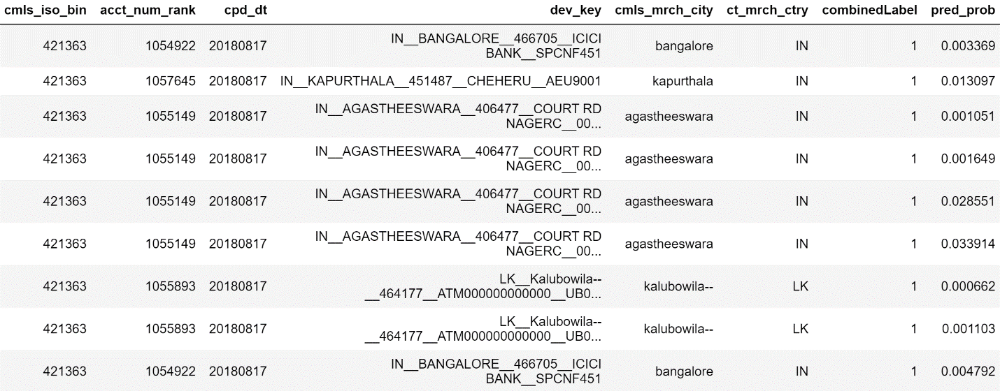 cmls_iso_bin acct_num_rank cpd_dt dev_key cmls_mrch_city ct_mrch_ctry combinedLabel pred_prob
421363 1054922 20180817 IN__BANGALORE__466705__ICICI BANK__SPCNF451 bangalore IN 1 0.003369
421363 1057645 20180817 IN__KAPURTHALA__451487__CHEHERU__AEU9001 kapurthala IN 1 0.013097
421363 1055149 20180817 IN__AGASTHEESWARA__406477__COURT RD NAGERC__00... agastheeswara IN 1 0.001051
421363 1055149 20180817 IN__AGASTHEESWARA__406477__COURT RD NAGERC__00... agastheeswara IN 1 0.001649
421363 1055149 20180817 IN__AGASTHEESWARA__406477__COURT RD NAGERC__00... agastheeswara IN 1 0.028551
421363 1055149 20180817 IN__AGASTHEESWARA__406477__COURT RD NAGERC__00... agastheeswara IN 1 0.033914
421363 1055893 20180817 LK__Kalubowila--__464177__ATM000000000000__UB0... kalubowila-- LK 1 0.000662
421363 1055893 20180817 LK__Kalubowila--__464177__ATM000000000000__UB0... kalubowila-- LK 1 0.001103
421363 1054922 20180817 IN__BANGALORE__466705__ICICI BANK__SPCNF451 bangalore IN 1 0.004792